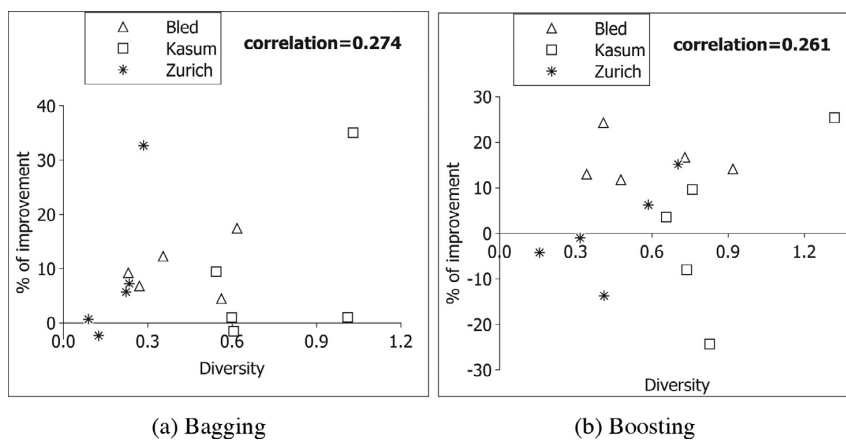 Bled
Kasum
Zurich
correlation=0.274
% of improvement
40
30
20
10
0
0.0 0.3 0.6 0.9 1.2
Diversity
(a) Bagging
Bled
Kasum
Zurich
correlation=0.261
% of improvement
30
20
10
0
-10
-20
-30
0.0 0.3 0.6 0.9 1.2
Diversity
(b) Boosting